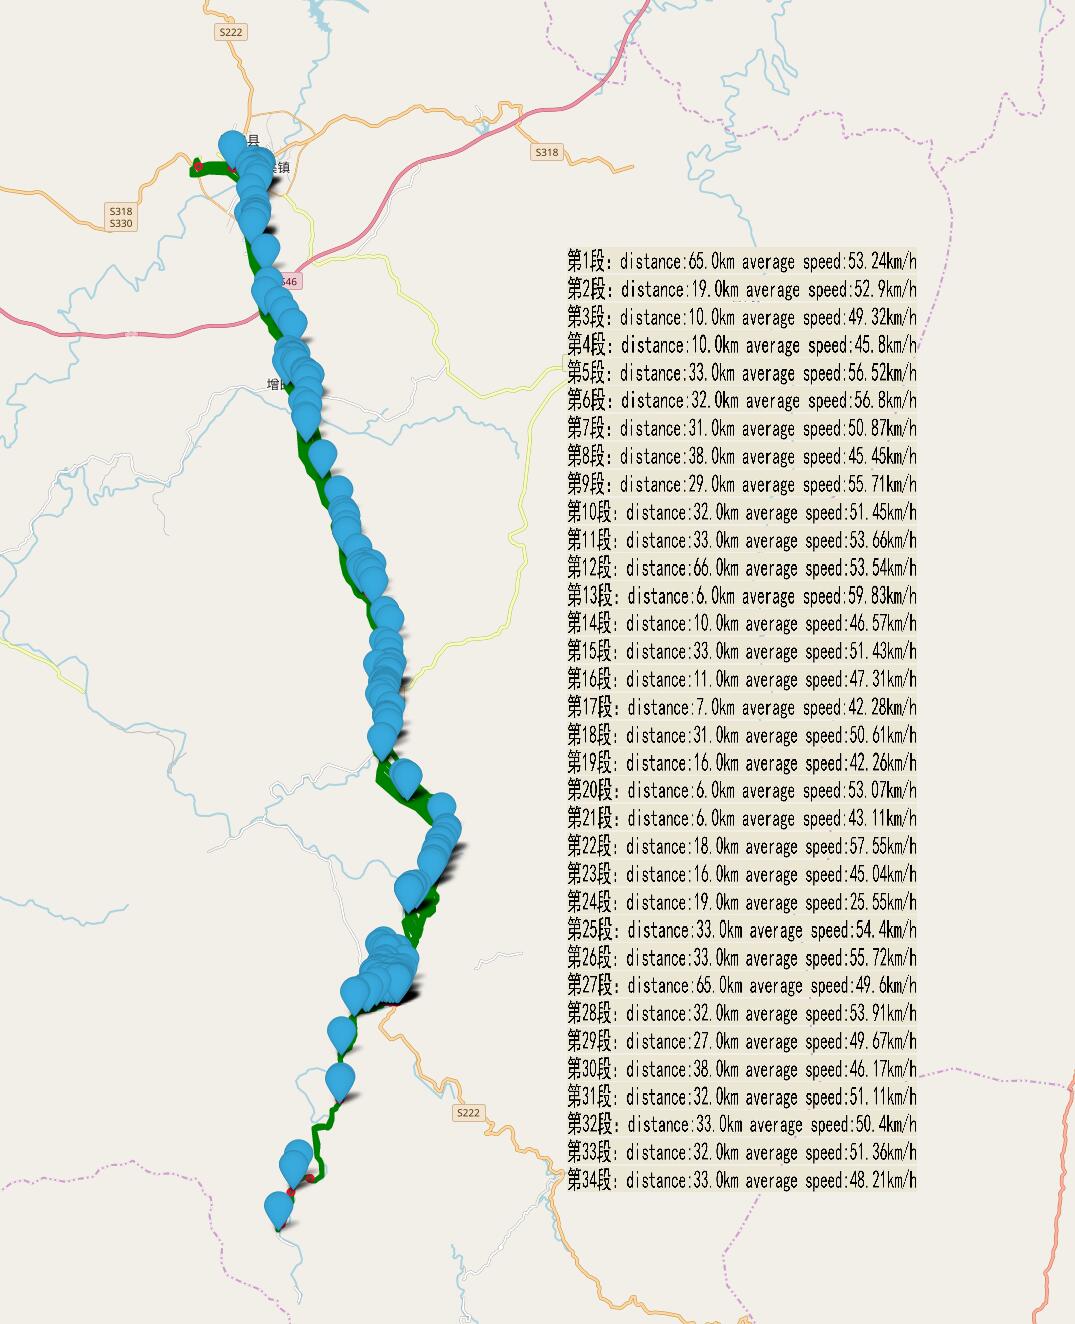 S222
县
镇
S318
S318
S330
S46
增
第1段: distance:65.0km average speed:53.24km/h
第2段: distance:19.0km average speed:52.9km/h
第3段: distance:10.0km average speed:49.32km/h
第4段: distance:10.0km average speed:45.8km/h
第5段: distance:33.0km average speed:56.52km/h
第6段: distance:32.0km average speed:56.8km/h
第7段: distance:31.0km average speed:50.87km/h
第8段: distance:38.0km average speed:45.45km/h
第9段: distance:29.0km average speed:55.71km/h
第10段: distance:32.0km average speed:51.45km/h
第11段: distance:33.0km average speed:53.66km/h
第12段: distance:66.0km average speed:53.54km/h
第13段: distance:6.0km average speed:59.83km/h
第14段: distance:10.0km average speed:46.57km/h
第15段: distance:33.0km average speed:51.43km/h
第16段: distance:11.0km average speed:47.31km/h
第17段: distance:7.0km average speed:42.28km/h
第18段: distance:31.0km average speed:50.61km/h
第19段: distance:16.0km average speed:42.26km/h
第20段: distance:6.0km average speed:53.07km/h
第21段: distance:6.0km average speed:43.11km/h
第22段: distance:18.0km average speed:57.55km/h
第23段: distance:16.0km average speed:45.04km/h
第24段: distance:19.0km average speed:25.55km/h
第25段: distance:33.0km average speed:54.4km/h
第26段: distance:33.0km average speed:55.72km/h
第27段: distance:65.0km average speed:49.6km/h
第28段: distance:32.0km average speed:53.91km/h
第29段: distance:27.0km average speed:49.67km/h
第30段: distance:38.0km average speed:46.17km/h
第31段: distance:32.0km average speed:51.11km/h
第32段: distance:33.0km average speed:50.4km/h
第33段: distance:32.0km average speed:51.36km/h
第34段: distance:33.0km average speed:48.21km/h
S222